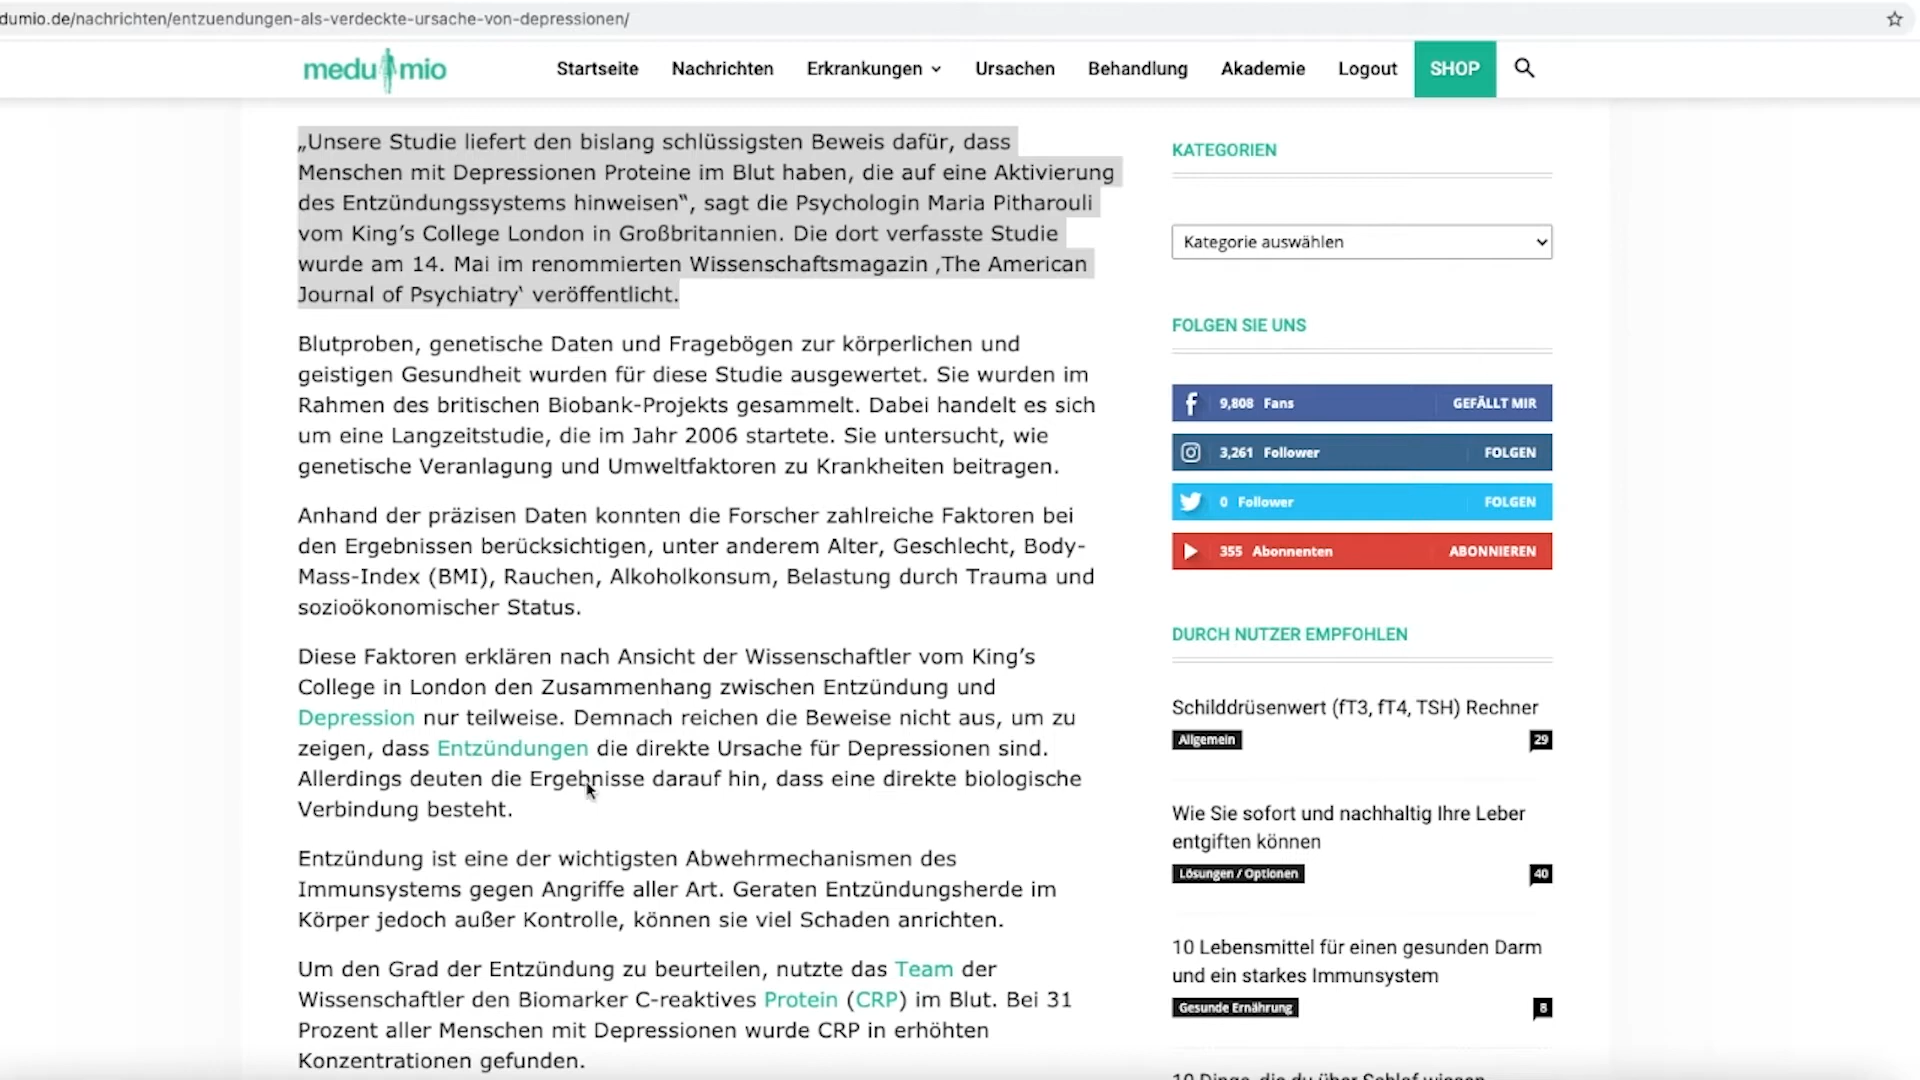 dumio.de/nachrichten/entzuendungen-als-verdeckte-ursache-von-depressionen/
medumio
Startseite
Nachrichten
Erkrankungen
Ursachen
Behandlung
Akademie
Logout
SHOP
„Unsere Studie liefert den bislang schlüssigsten Beweis dafür, dass
Menschen mit Depressionen Proteine im Blut haben, die auf eine Aktivierung
des Entzündungssystems hinweisen“, sagt die Psychologin Maria Pitharouli
vom King’s College London in Großbritannien. Die dort verfasste Studie
wurde am 14. Mai im renommierten Wissenschaftsmagazin ‚The American
Journal of Psychiatry‘ veröffentlicht.
Blutproben, genetische Daten und Fragebögen zur körperlichen und
geistigen Gesundheit wurden für diese Studie ausgewertet. Sie wurden im
Rahmen des britischen Biobank-Projekts gesammelt. Dabei handelt es sich
um eine Langzeitstudie, die im Jahr 2006 startete. Sie untersucht, wie
genetische Veranlagung und Umweltfaktoren zu Krankheiten beitragen.
Anhand der präzisen Daten konnten die Forscher zahlreiche Faktoren bei
den Ergebnissen berücksichtigen, unter anderem Alter, Geschlecht, Body-
Mass-Index (BMI), Rauchen, Alkoholkonsum, Belastung durch Trauma und
sozioökonomischer Status.
Diese Faktoren erklären nach Ansicht der Wissenschaftler vom King’s
College in London den Zusammenhang zwischen Entzündung und
Depression nur teilweise. Demnach reichen die Beweise nicht aus, um zu
zeigen, dass Entzündungen die direkte Ursache für Depressionen sind.
Allerdings deuten die Ergebnisse darauf hin, dass eine direkte biologische
Verbindung besteht.
Entzündung ist eine der wichtigsten Abwehrmechanismen des
Immunsystems gegen Angriffe aller Art. Geraten Entzündungsherde im
Körper jedoch außer Kontrolle, können sie viel Schaden anrichten.
Um den Grad der Entzündung zu beurteilen, nutzte das Team der
Wissenschaftler den Biomarker C-reaktives Protein (CRP) im Blut. Bei 31
Prozent aller Menschen mit Depressionen wurde CRP in erhöhten
Konzentrationen gefunden.
KATEGORIEN
Kategorie auswählen
FOLGEN SIE UNS
9,808 Fans GEFÄLLT MIR
3,261 Follower FOLGEN
0 Follower FOLGEN
355 Abonnenten ABONNIEREN
DURCH NUTZER EMPFOHLEN
Schilddrüsenwert (fT3, fT4, TSH) Rechner
Allgemein 29
Wie Sie sofort und nachhaltig Ihre Leber
entgiften können
Lösungen / Optionen 40
10 Lebensmittel für einen gesunden Darm
und ein starkes Immunsystem
Gesunde Ernährung 8
10 Dinge, die du über Schlaf wissen